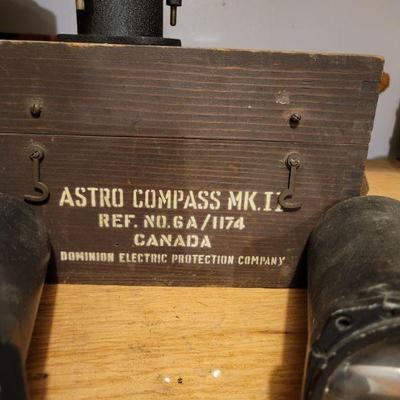 ASTRO COMPASS MK.II
REF. NO. 6A/1174
CANADA
DOMINION ELECTRIC PROTECTION COMPANY